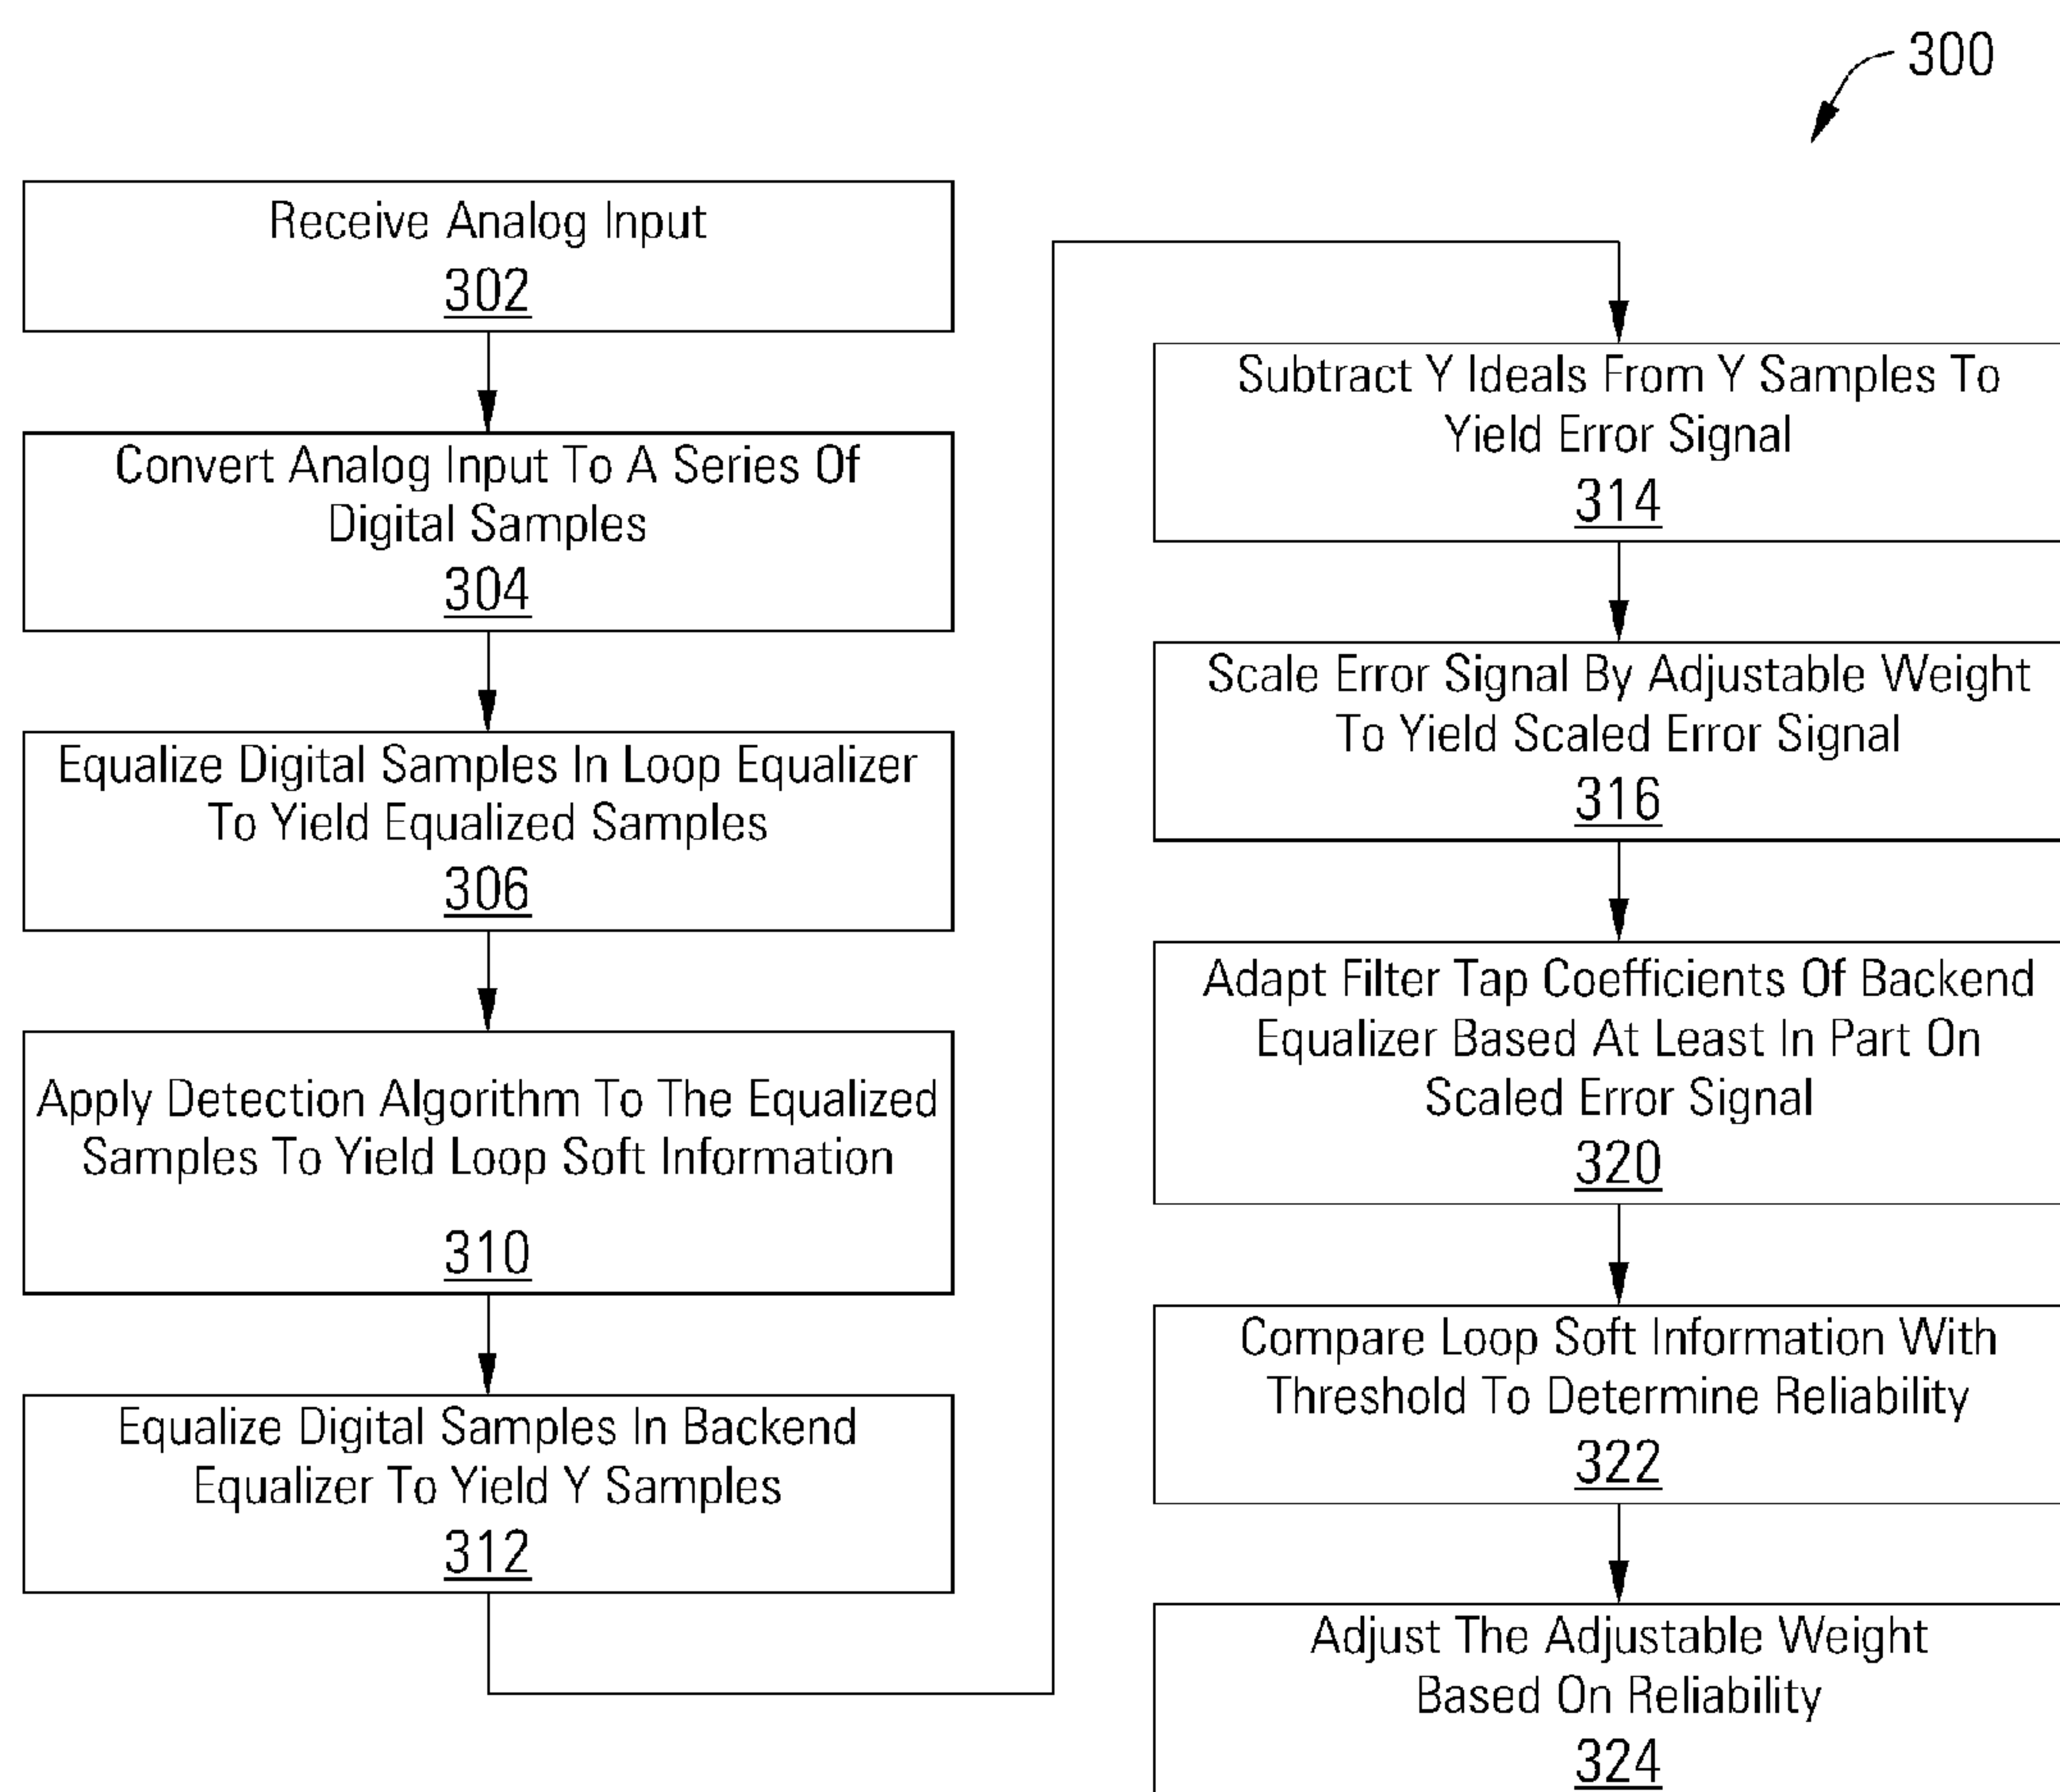 300
Receive Analog Input
302
Convert Analog Input To A Series Of
Digital Samples
304
Equalize Digital Samples In Loop Equalizer
To Yield Equalized Samples
306
Apply Detection Algorithm To The Equalized
Samples To Yield Loop Soft Information
310
Equalize Digital Samples In Backend
Equalizer To Yield Y Samples
312
Subtract Y Ideals From Y Samples To
Yield Error Signal
314
Scale Error Signal By Adjustable Weight
To Yield Scaled Error Signal
316
Adapt Filter Tap Coefficients Of Backend
Equalizer Based At Least In Part On
Scaled Error Signal
320
Compare Loop Soft Information With
Threshold To Determine Reliability
322
Adjust The Adjustable Weight
Based On Reliability
324